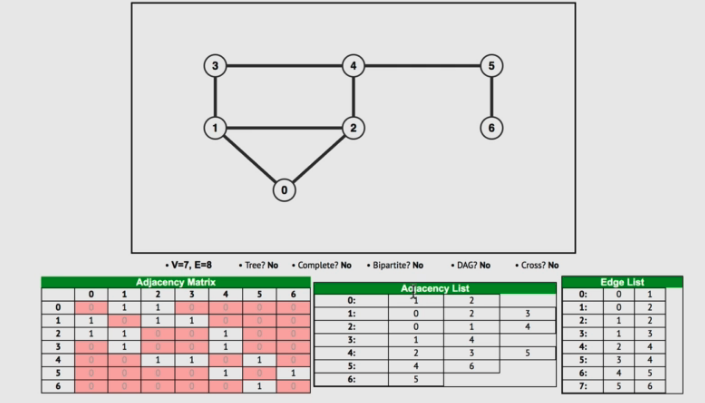 3 4 5
1 2 6
0
• V=7, E=8 • Tree? No • Complete? No • Bipartite? No • DAG? No • Cross? No
Adjacency Matrix
0 1 2 3 4 5 6
0 0 1 1 0 0 0 0
1 1 0 1 1 0 0 0
2 1 1 0 0 1 0 0
3 0 1 0 0 1 0 0
4 0 0 1 1 0 1 0
5 0 0 0 0 1 0 1
6 0 0 0 0 0 1 0
Adjacency List
0: 1 2
1: 0 2 3
2: 0 1 4
3: 1 4
4: 2 3 5
5: 4 6
6: 5
Edge List
0: 0 1
1: 0 2
2: 1 2
3: 1 3
4: 2 4
5: 3 4
6: 4 5
7: 5 6